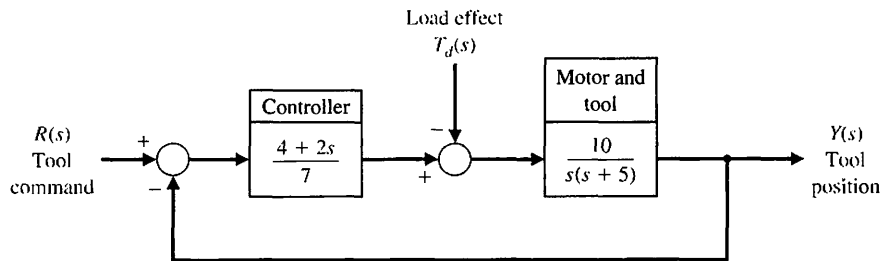 Load effect
T_d(s)
Motor and
tool
Controller
R(s)
Tool
command
+
−
4 + 2s
7
−
+
10
s(s + 5)
Y(s)
Tool
position